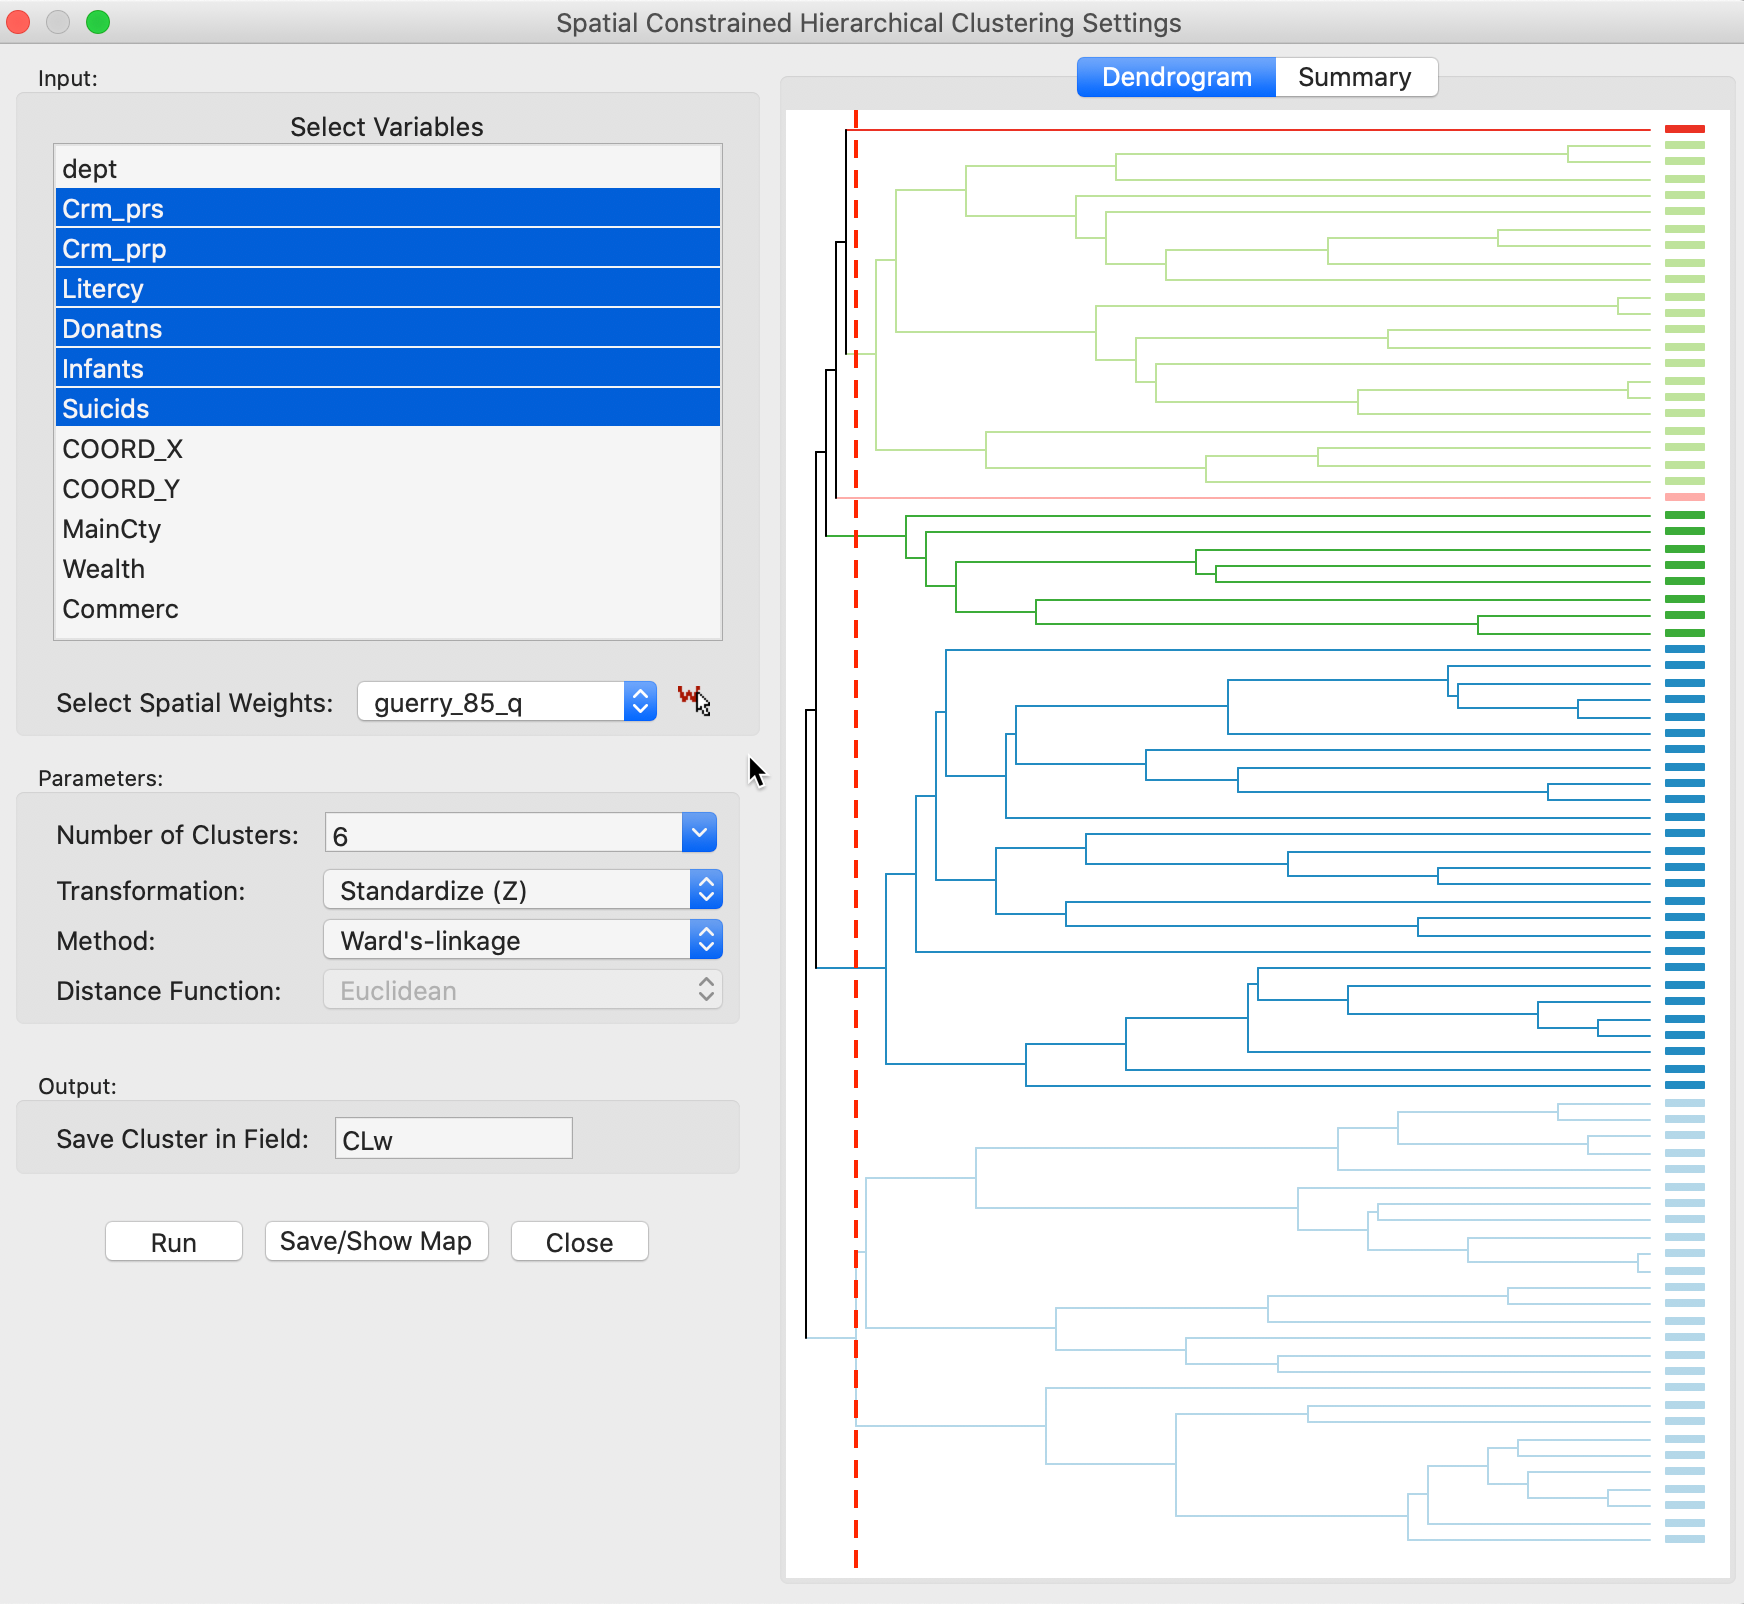 Spatial Constrained Hierarchical Clustering Settings
Input:
Select Variables
dept
Crm_prs
Crm_prp
Litercy
Donatns
Infants
Suicids
COORD_X
COORD_Y
MainCty
Wealth
Commerc
Select Spatial Weights: guerry_85_q
W
Parameters:
Number of Clusters: 6
Transformation: Standardize (Z)
Method: Ward's-linkage
Distance Function: Euclidean
Output:
Save Cluster in Field: CLw
Run Save/Show Map Close
Dendrogram Summary